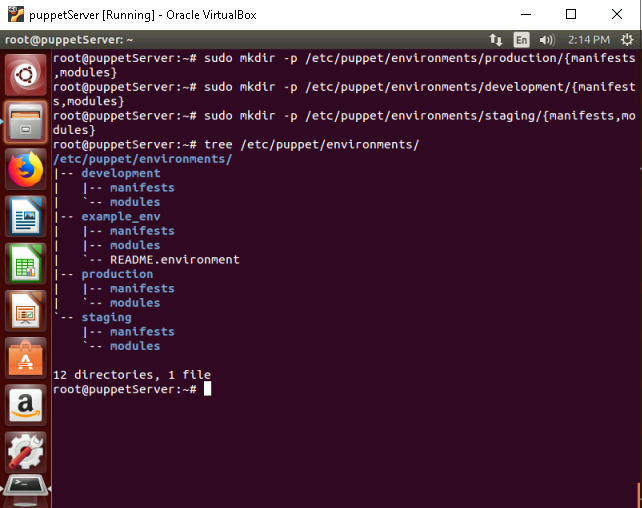 puppetServer [Running] - Oracle VirtualBox
root@puppetServer: ~ En 2:14 PM
root@puppetServer:~# sudo mkdir -p /etc/puppet/environments/production/{manifests
,modules}
root@puppetServer:~# sudo mkdir -p /etc/puppet/environments/development/{manifest
s,modules}
root@puppetServer:~# sudo mkdir -p /etc/puppet/environments/staging/{manifests,mo
dules}
root@puppetServer:~# tree /etc/puppet/environments/
/etc/puppet/environments/
|-- development
|   |-- manifests
|   `-- modules
|-- example_env
|   |-- manifests
|   |-- modules
|   `-- README.environment
|-- production
|   |-- manifests
|   `-- modules
`-- staging
    |-- manifests
    `-- modules
12 directories, 1 file
root@puppetServer:~#